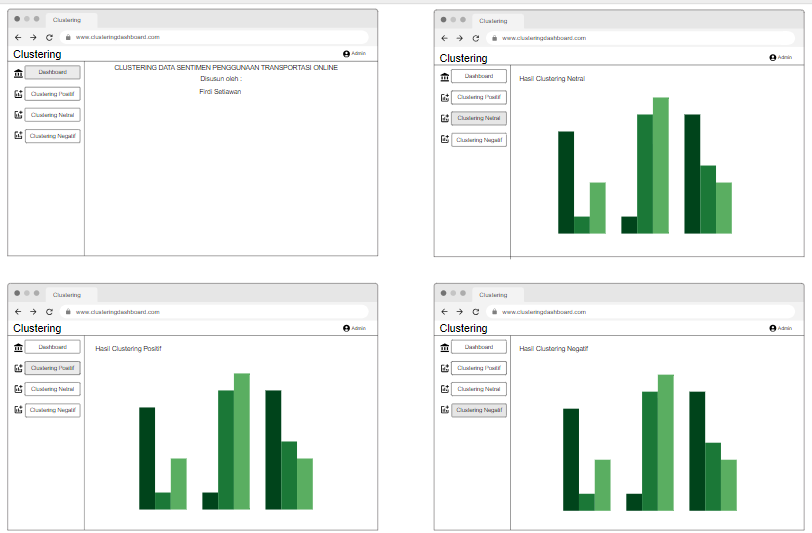 Clustering
www.clusteringdashboard.com
Clustering
Admin
Dashboard
Clustering Positif
Clustering Netral
Clustering Negatif
CLUSTERING DATA SENTIMEN PENGGUNAAN TRANSPORTASI ONLINE
Disusun oleh :
Firdi Setiawan
Clustering
www.clusteringdashboard.com
Clustering
Admin
Dashboard
Clustering Positif
Clustering Netral
Clustering Negatif
Hasil Clustering Netral
Clustering
www.clusteringdashboard.com
Clustering
Admin
Dashboard
Clustering Positif
Clustering Netral
Clustering Negatif
Hasil Clustering Positif
Clustering
www.clusteringdashboard.com
Clustering
Admin
Dashboard
Clustering Positif
Clustering Netral
Clustering Negatif
Hasil Clustering Negatif